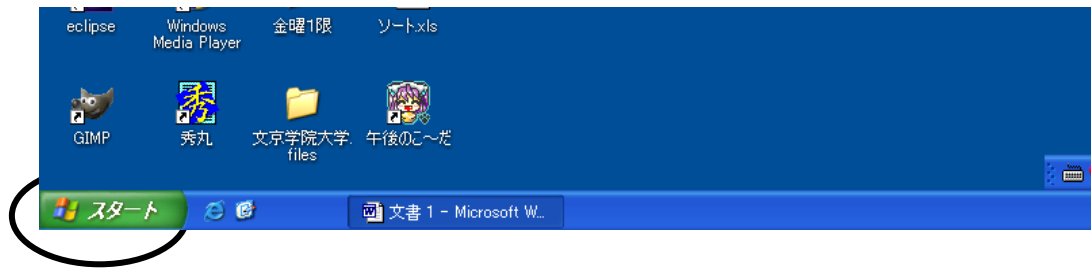 eclipse
Windows
Media Player
金曜1限
ソート.xls
GIMP
秀丸
文京学院大学.
files
午後のこ～だ
スタート
文書 1 - Microsoft W...